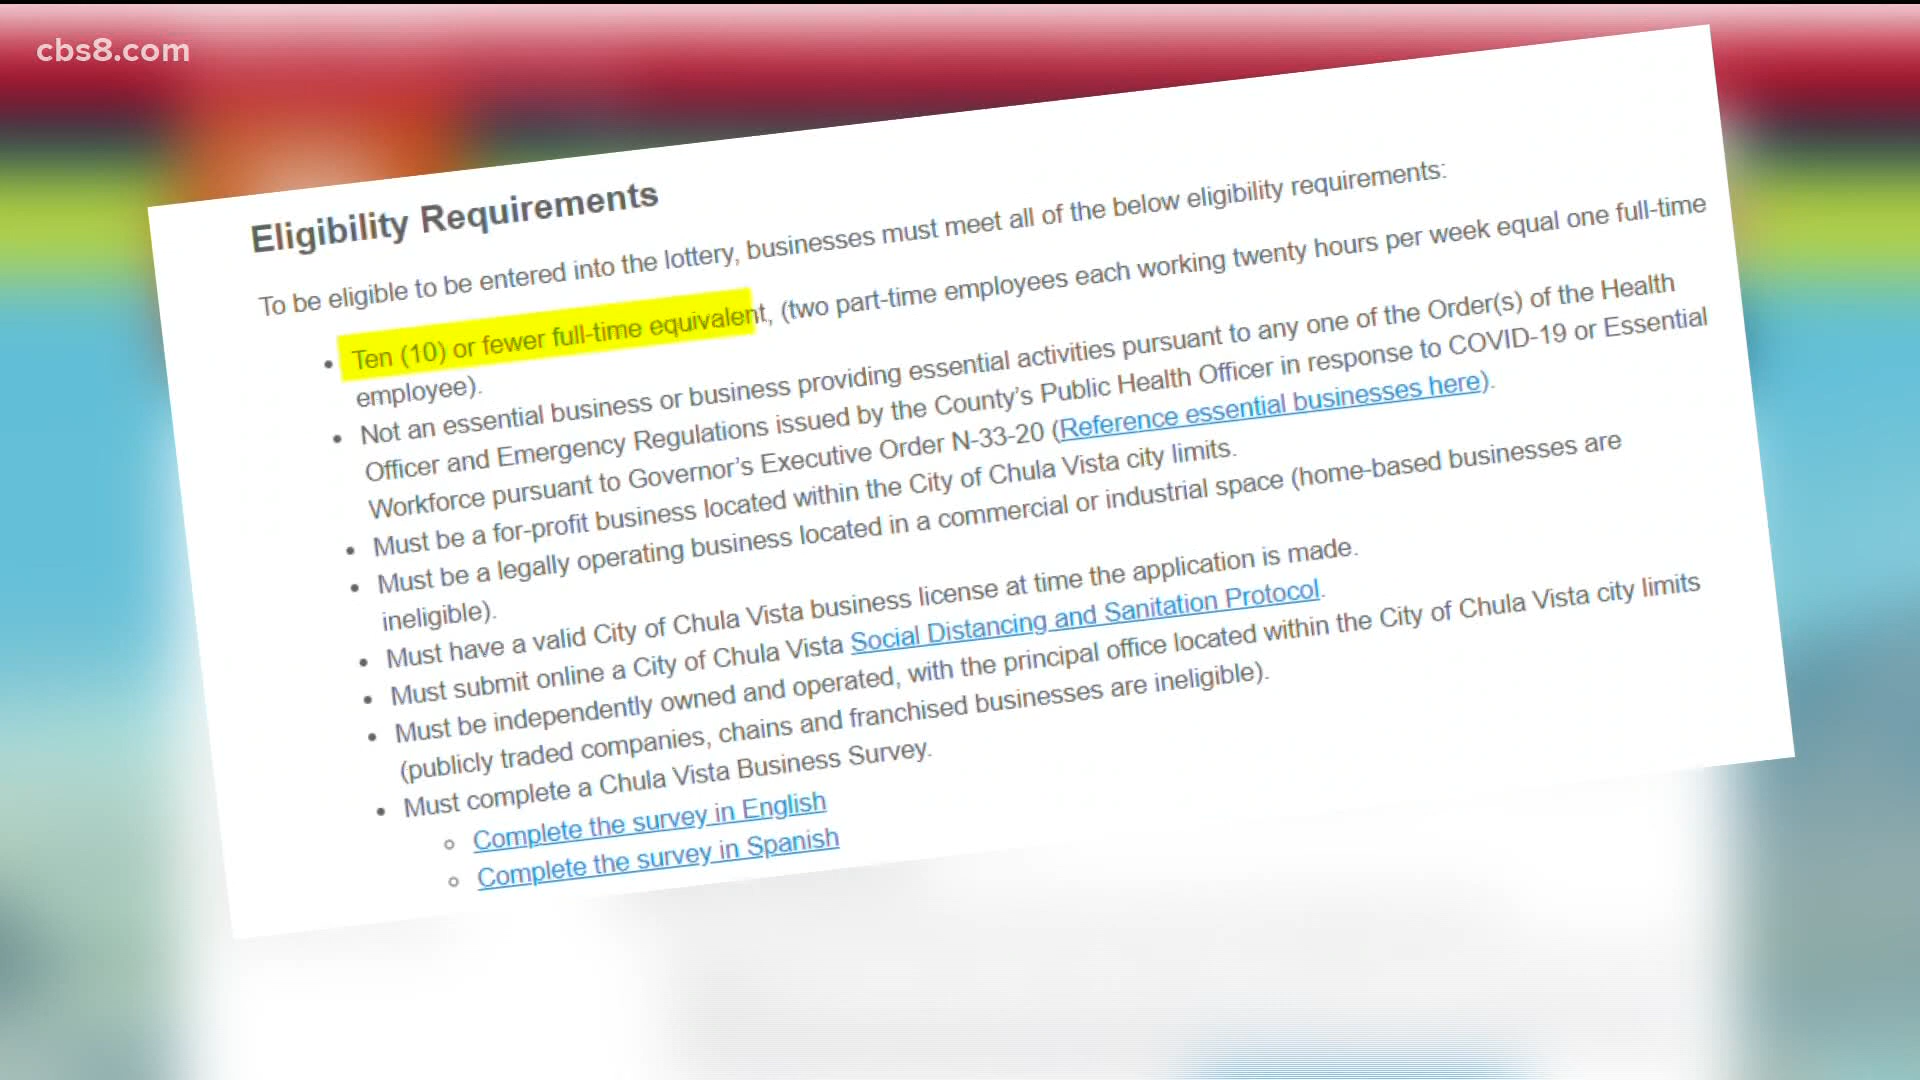 cbs8.com
Eligibility Requirements
To be eligible to be entered into the lottery, businesses must meet all of the below eligibility requirements:
• Ten (10) or fewer full-time equivalent, (two part-time employees each working twenty hours per week equal one full-time
employee).
• Not an essential business or business providing essential activities pursuant to any one of the Order(s) of the Health
Officer and Emergency Regulations issued by the County's Public Health Officer in response to COVID-19 or Essential
Workforce pursuant to Governor's Executive Order N-33-20 (Reference essential businesses here).
• Must be a for-profit business located within the City of Chula Vista city limits.
• Must be a legally operating business located in a commercial or industrial space (home-based businesses are
ineligible).
• Must have a valid City of Chula Vista business license at time the application is made.
• Must submit online a City of Chula Vista Social Distancing and Sanitation Protocol.
• Must be independently owned and operated, with the principal office located within the City of Chula Vista city limits
(publicly traded companies, chains and franchised businesses are ineligible).
• Must complete a Chula Vista Business Survey.
○ Complete the survey in English
○ Complete the survey in Spanish